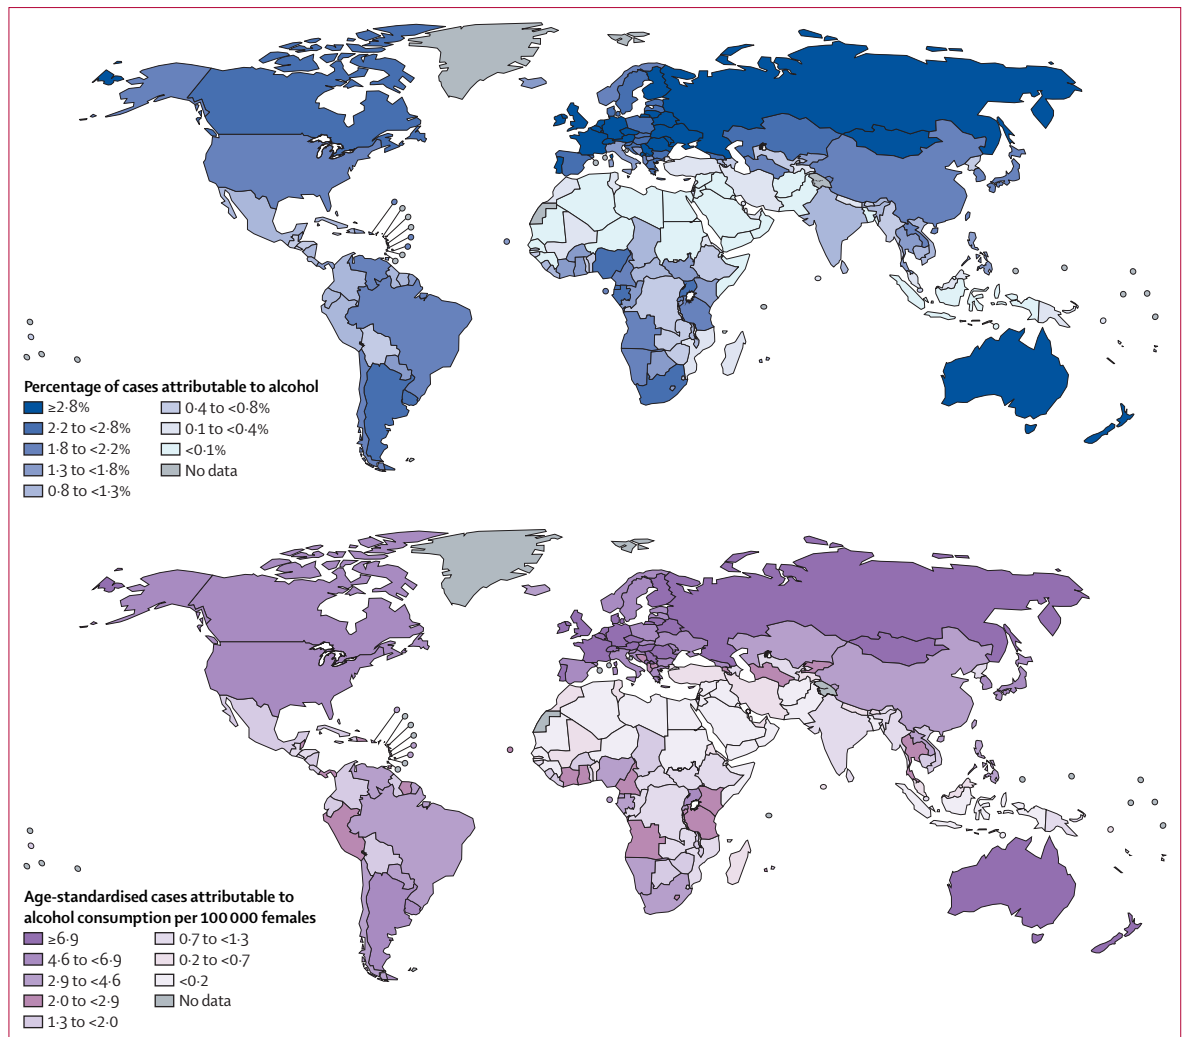 Percentage of cases attributable to alcohol
≥2·8%
2·2 to <2·8%
1·8 to <2·2%
1·3 to <1·8%
0·8 to <1·3%
0·4 to <0·8%
0·1 to <0·4%
<0·1%
No data
Age-standardised cases attributable to
alcohol consumption per 100 000 females
≥6·9
4·6 to <6·9
2·9 to <4·6
2·0 to <2·9
1·3 to <2·0
0·7 to <1·3
0·2 to <0·7
<0·2
No data